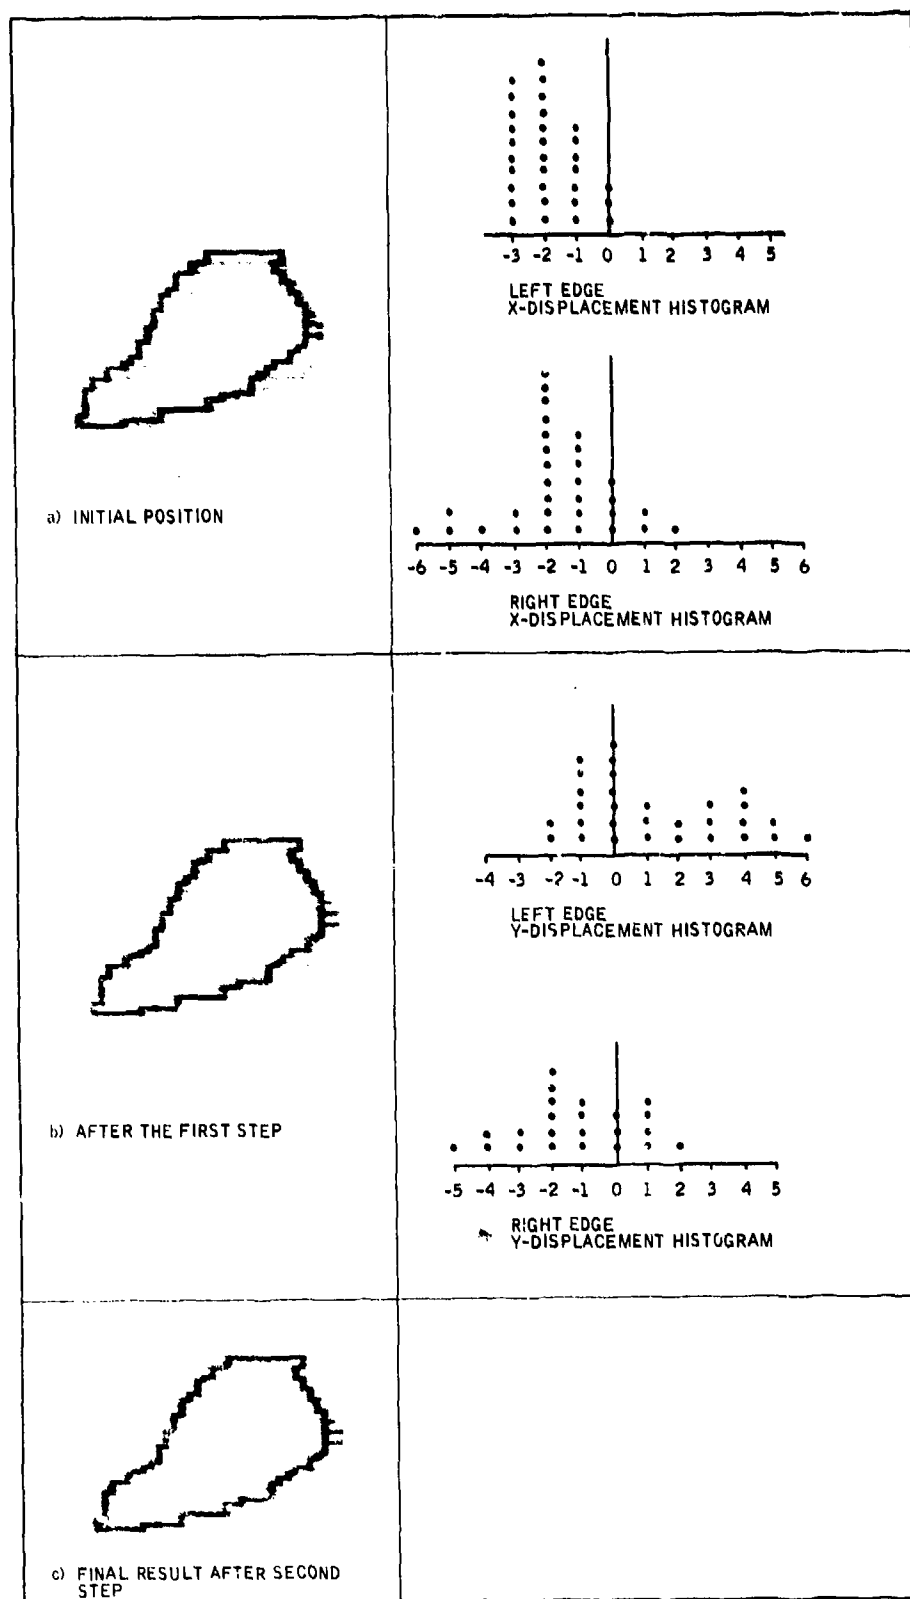 -3 -2 -1 0 1 2 3 4 5
LEFT EDGE
X-DISPLACEMENT HISTOGRAM
-6 -5 -4 -3 -2 -1 0 1 2 3 4 5 6
RIGHT EDGE
X-DISPLACEMENT HISTOGRAM
a) INITIAL POSITION
-4 -3 -2 -1 0 1 2 3 4 5 6
LEFT EDGE
Y-DISPLACEMENT HISTOGRAM
b) AFTER THE FIRST STEP
-5 -4 -3 -2 -1 0 1 2 3 4 5
RIGHT EDGE
Y-DISPLACEMENT HISTOGRAM
c) FINAL RESULT AFTER SECOND
STEP